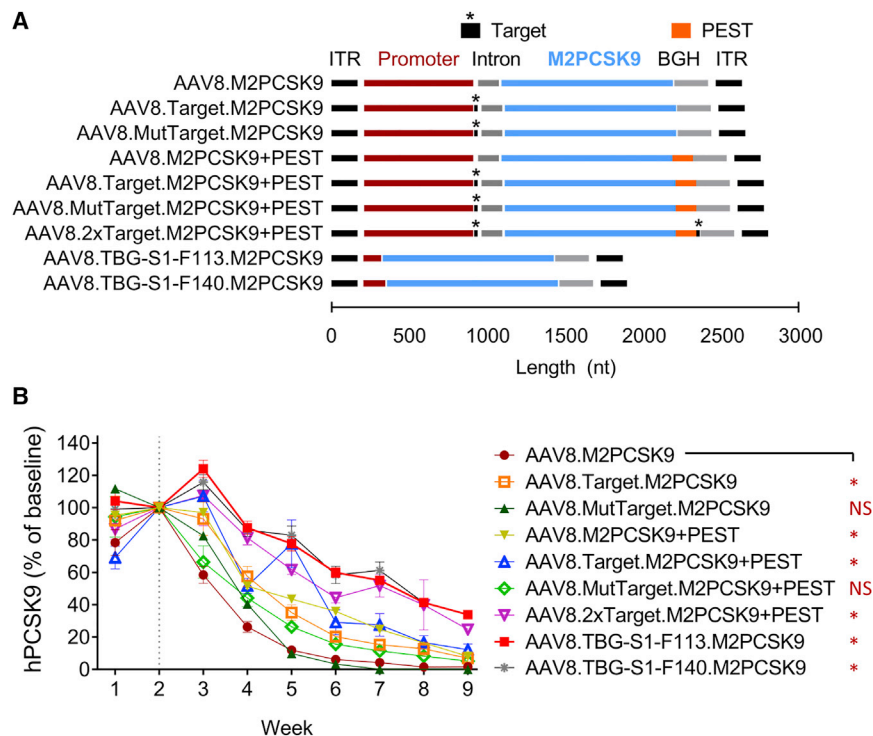 A
* Target PEST
ITR Promoter Intron M2PCSK9 BGH ITR
AAV8.M2PCSK9
AAV8.Target.M2PCSK9 *
AAV8.MutTarget.M2PCSK9 *
AAV8.M2PCSK9+PEST
AAV8.Target.M2PCSK9+PEST *
AAV8.MutTarget.M2PCSK9+PEST *
AAV8.2xTarget.M2PCSK9+PEST * *
AAV8.TBG-S1-F113.M2PCSK9
AAV8.TBG-S1-F140.M2PCSK9
0 500 1000 1500 2000 2500 3000
Length (nt)
B
hPCSK9 (% of baseline)
140
120
100
80
60
40
20
0
1 2 3 4 5 6 7 8 9
Week
AAV8.M2PCSK9
AAV8.Target.M2PCSK9 *
AAV8.MutTarget.M2PCSK9 NS
AAV8.M2PCSK9+PEST *
AAV8.Target.M2PCSK9+PEST *
AAV8.MutTarget.M2PCSK9+PEST NS
AAV8.2xTarget.M2PCSK9+PEST *
AAV8.TBG-S1-F113.M2PCSK9 *
AAV8.TBG-S1-F140.M2PCSK9 *